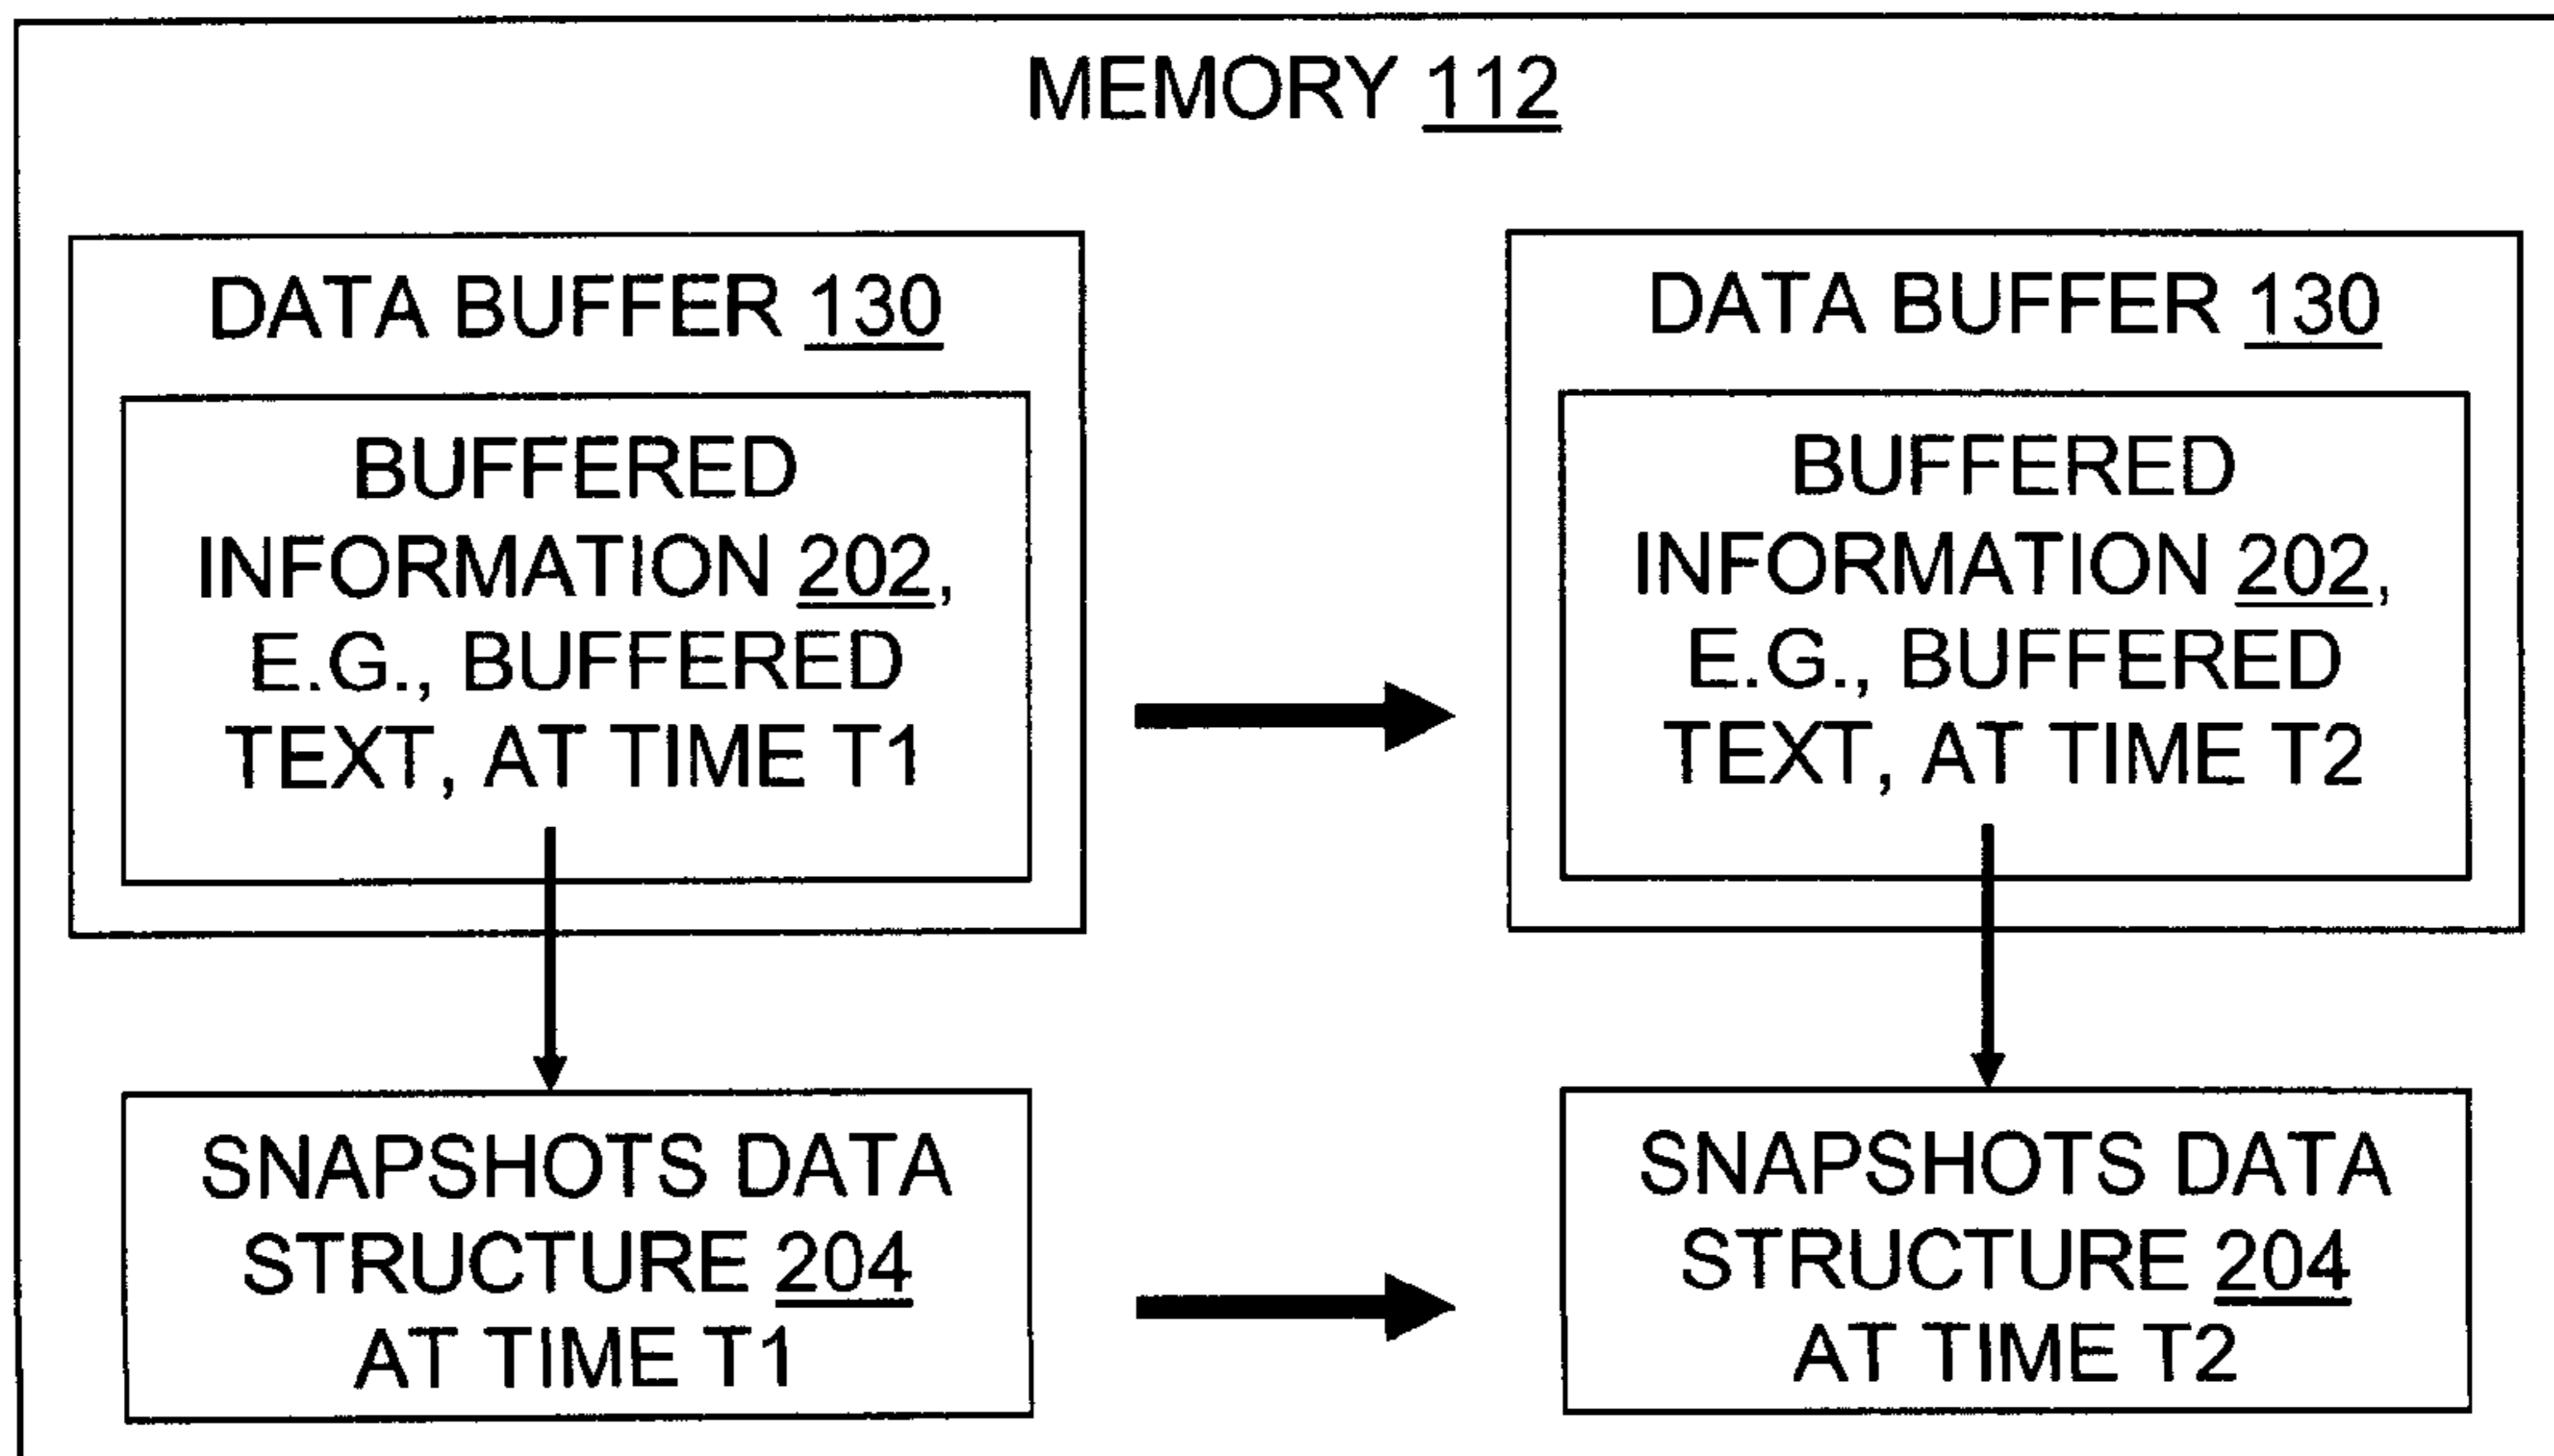 MEMORY 112
DATA BUFFER 130
BUFFERED
INFORMATION 202,
E.G., BUFFERED
TEXT, AT TIME T1
DATA BUFFER 130
BUFFERED
INFORMATION 202,
E.G., BUFFERED
TEXT, AT TIME T2
SNAPSHOTS DATA
STRUCTURE 204
AT TIME T1
SNAPSHOTS DATA
STRUCTURE 204
AT TIME T2